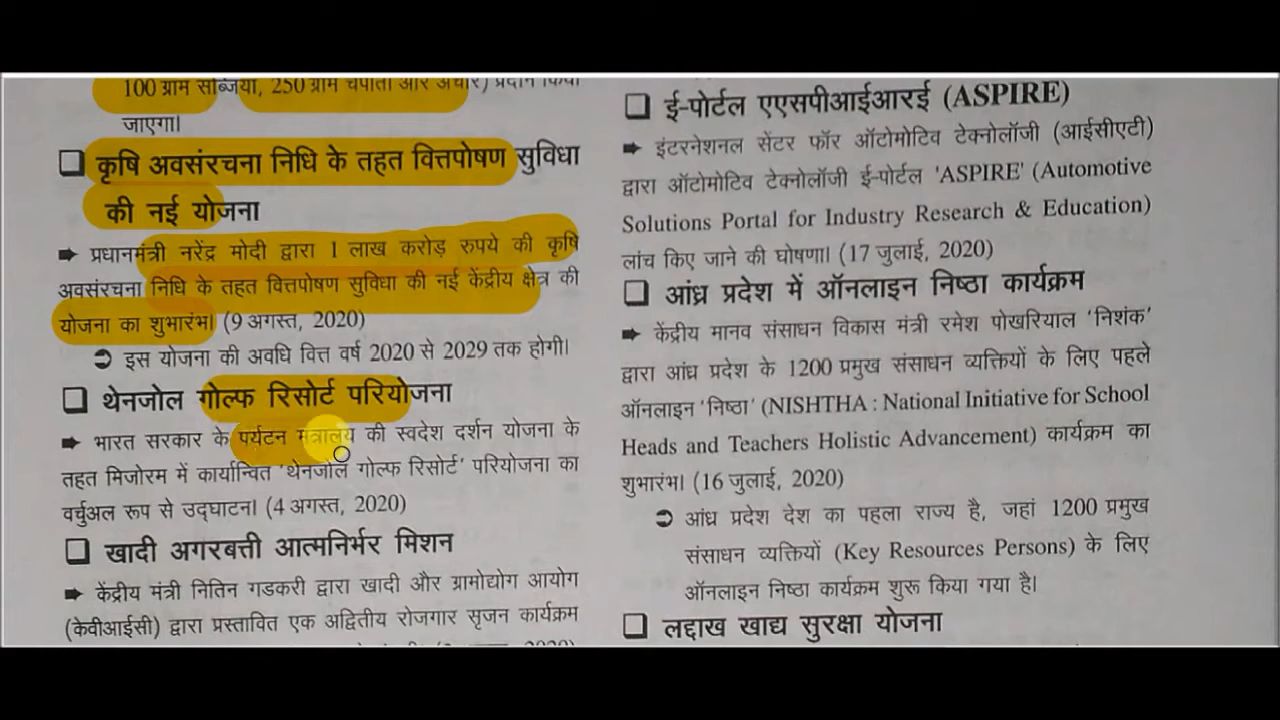 100 ग्राम सब्जियां, 250 ग्राम चपाती और अचार) प्रदान किया
जाएगा।
❑ कृषि अवसंरचना निधि के तहत वित्तपोषण सुविधा
की नई योजना
➡ प्रधानमंत्री नरेंद्र मोदी द्वारा 1 लाख करोड़ रुपये की कृषि
अवसंरचना निधि के तहत वित्तपोषण सुविधा की नई केंद्रीय क्षेत्र की
योजना का शुभारंभ। (9 अगस्त, 2020)
➲ इस योजना की अवधि वित्त वर्ष 2020 से 2029 तक होगी।
❑ थेनजोल गोल्फ रिसोर्ट परियोजना
➡ भारत सरकार के पर्यटन मंत्रालय की स्वदेश दर्शन योजना के
तहत मिजोरम में कार्यान्वित 'थेनजोल गोल्फ रिसोर्ट' परियोजना का
वर्चुअल रूप से उद्घाटन। (4 अगस्त, 2020)
❑ खादी अगरबत्ती आत्मनिर्भर मिशन
➡ केंद्रीय मंत्री नितिन गडकरी द्वारा खादी और ग्रामोद्योग आयोग
(केवीआईसी) द्वारा प्रस्तावित एक अद्वितीय रोजगार सृजन कार्यक्रम
❑ ई-पोर्टल एएसपीआईआरई (ASPIRE)
➡ इंटरनेशनल सेंटर फॉर ऑटोमोटिव टेक्नोलॉजी (आईसीएटी)
द्वारा ऑटोमोटिव टेक्नोलॉजी ई-पोर्टल 'ASPIRE' (Automotive
Solutions Portal for Industry Research & Education)
लांच किए जाने की घोषणा। (17 जुलाई, 2020)
❑ आंध्र प्रदेश में ऑनलाइन निष्ठा कार्यक्रम
➡ केंद्रीय मानव संसाधन विकास मंत्री रमेश पोखरियाल 'निशंक'
द्वारा आंध्र प्रदेश के 1200 प्रमुख संसाधन व्यक्तियों के लिए पहले
ऑनलाइन 'निष्ठा' (NISHTHA : National Initiative for School
Heads and Teachers Holistic Advancement) कार्यक्रम का
शुभारंभ। (16 जुलाई, 2020)
➲ आंध्र प्रदेश देश का पहला राज्य है, जहां 1200 प्रमुख
संसाधन व्यक्तियों (Key Resources Persons) के लिए
ऑनलाइन निष्ठा कार्यक्रम शुरू किया गया है।
❑ लद्दाख खाद्य सुरक्षा योजना